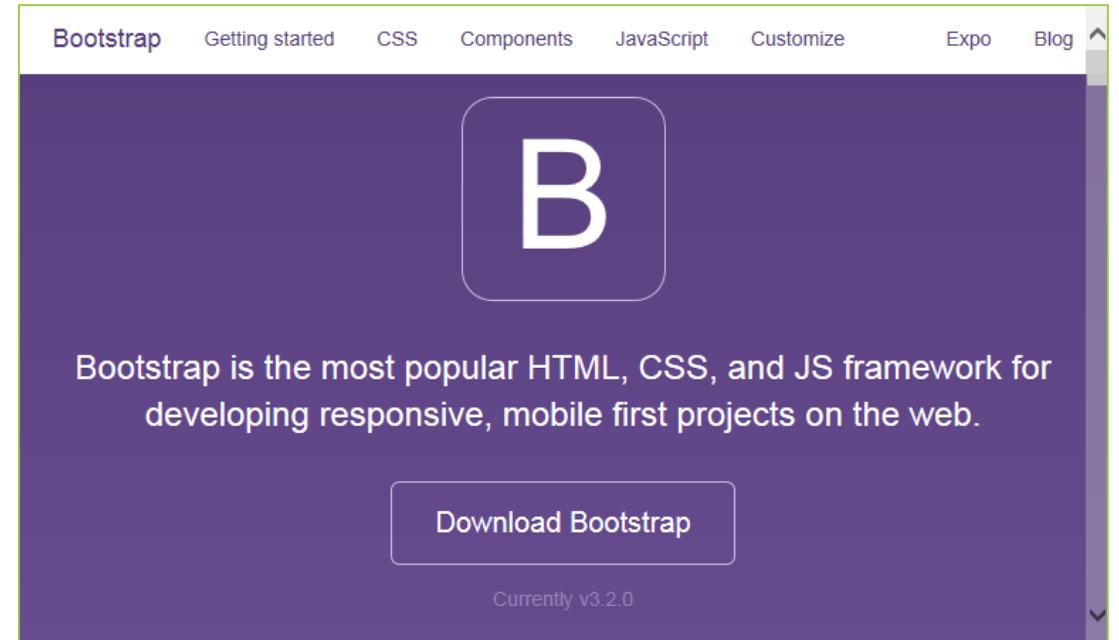 Bootstrap Getting started CSS Components JavaScript Customize Expo Blog
B
Bootstrap is the most popular HTML, CSS, and JS framework for
developing responsive, mobile first projects on the web.
Download Bootstrap
Currently v3.2.0